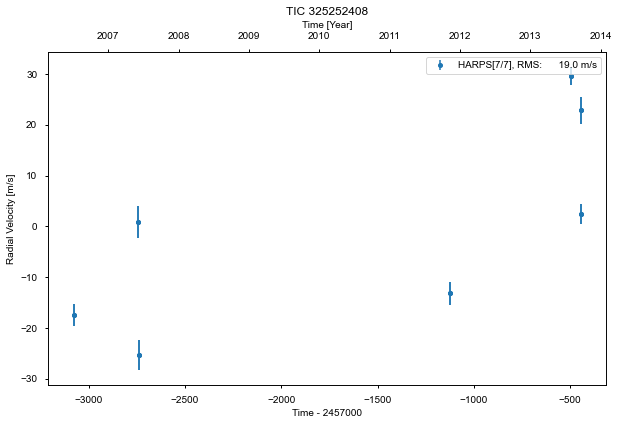 TIC 325252408
Time [Year]
2007 2008 2009 2010 2011 2012 2013 2014
HARPS[7/7], RMS: 19.0 m/s
30
20
10
0
−10
−20
−30
Radial Velocity [m/s]
−3000 −2500 −2000 −1500 −1000 −500
Time - 2457000